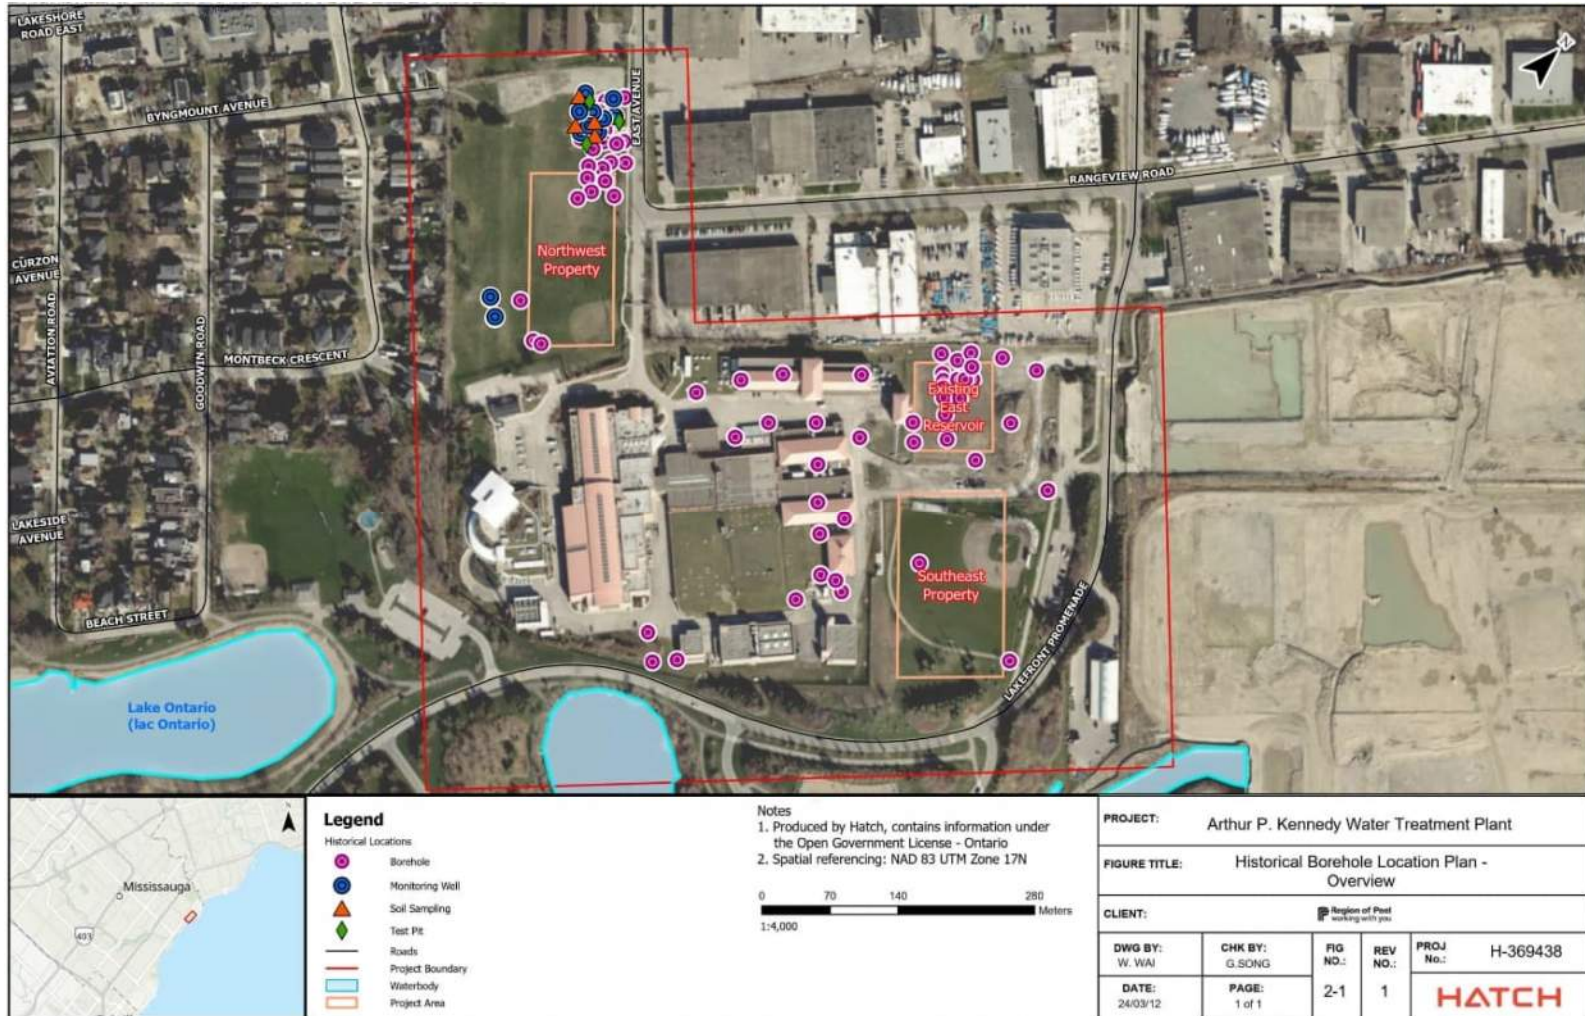 LAKESHORE
ROAD EAST
BYNGMOUNT AVENUE
EAST AVENUE
RANGEVIEW ROAD
CURZON
AVENUE
AVIATION ROAD
GOODWIN ROAD
MONTBECK CRESCENT
Northwest
Property
Existing
East
Reservoir
LAKESIDE
AVENUE
BEACH STREET
Southeast
Property
LAKEFRONT PROMENADE
Lake Ontario
(lac Ontario)
Mississauga
403
Legend
Historical Locations
Borehole
Monitoring Well
Soil Sampling
Test Pit
Roads
Project Boundary
Waterbody
Project Area
Notes
1. Produced by Hatch, contains information under
the Open Government License - Ontario
2. Spatial referencing: NAD 83 UTM Zone 17N
0 70 140 280
Meters
1:4,000
PROJECT: Arthur P. Kennedy Water Treatment Plant
FIGURE TITLE: Historical Borehole Location Plan -
Overview
CLIENT: Region of Peel
working with you
DWG BY:
W. WAI
CHK BY:
G.SONG
FIG
NO.:
2-1
REV
NO.:
1
PROJ
No.:
H-369438
DATE:
24/03/12
PAGE:
1 of 1
HATCH